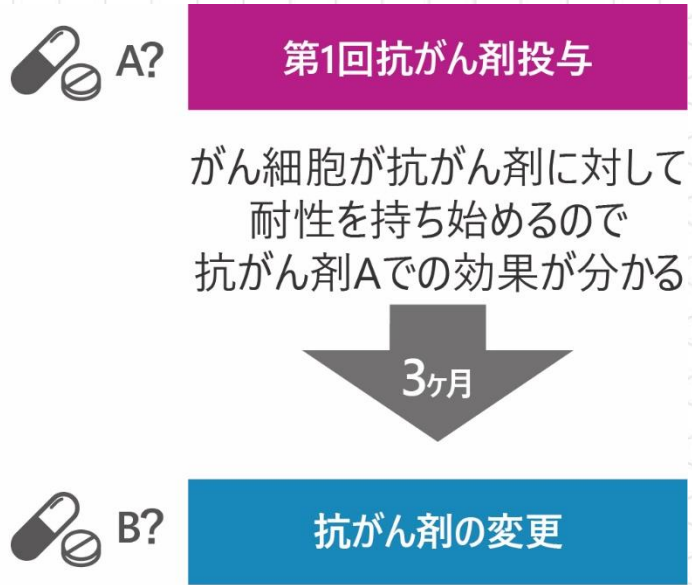 A?
第1回抗がん剤投与
がん細胞が抗がん剤に対して
耐性を持ち始めるので
抗がん剤Aでの効果が分かる
3ヶ月
B?
抗がん剤の変更